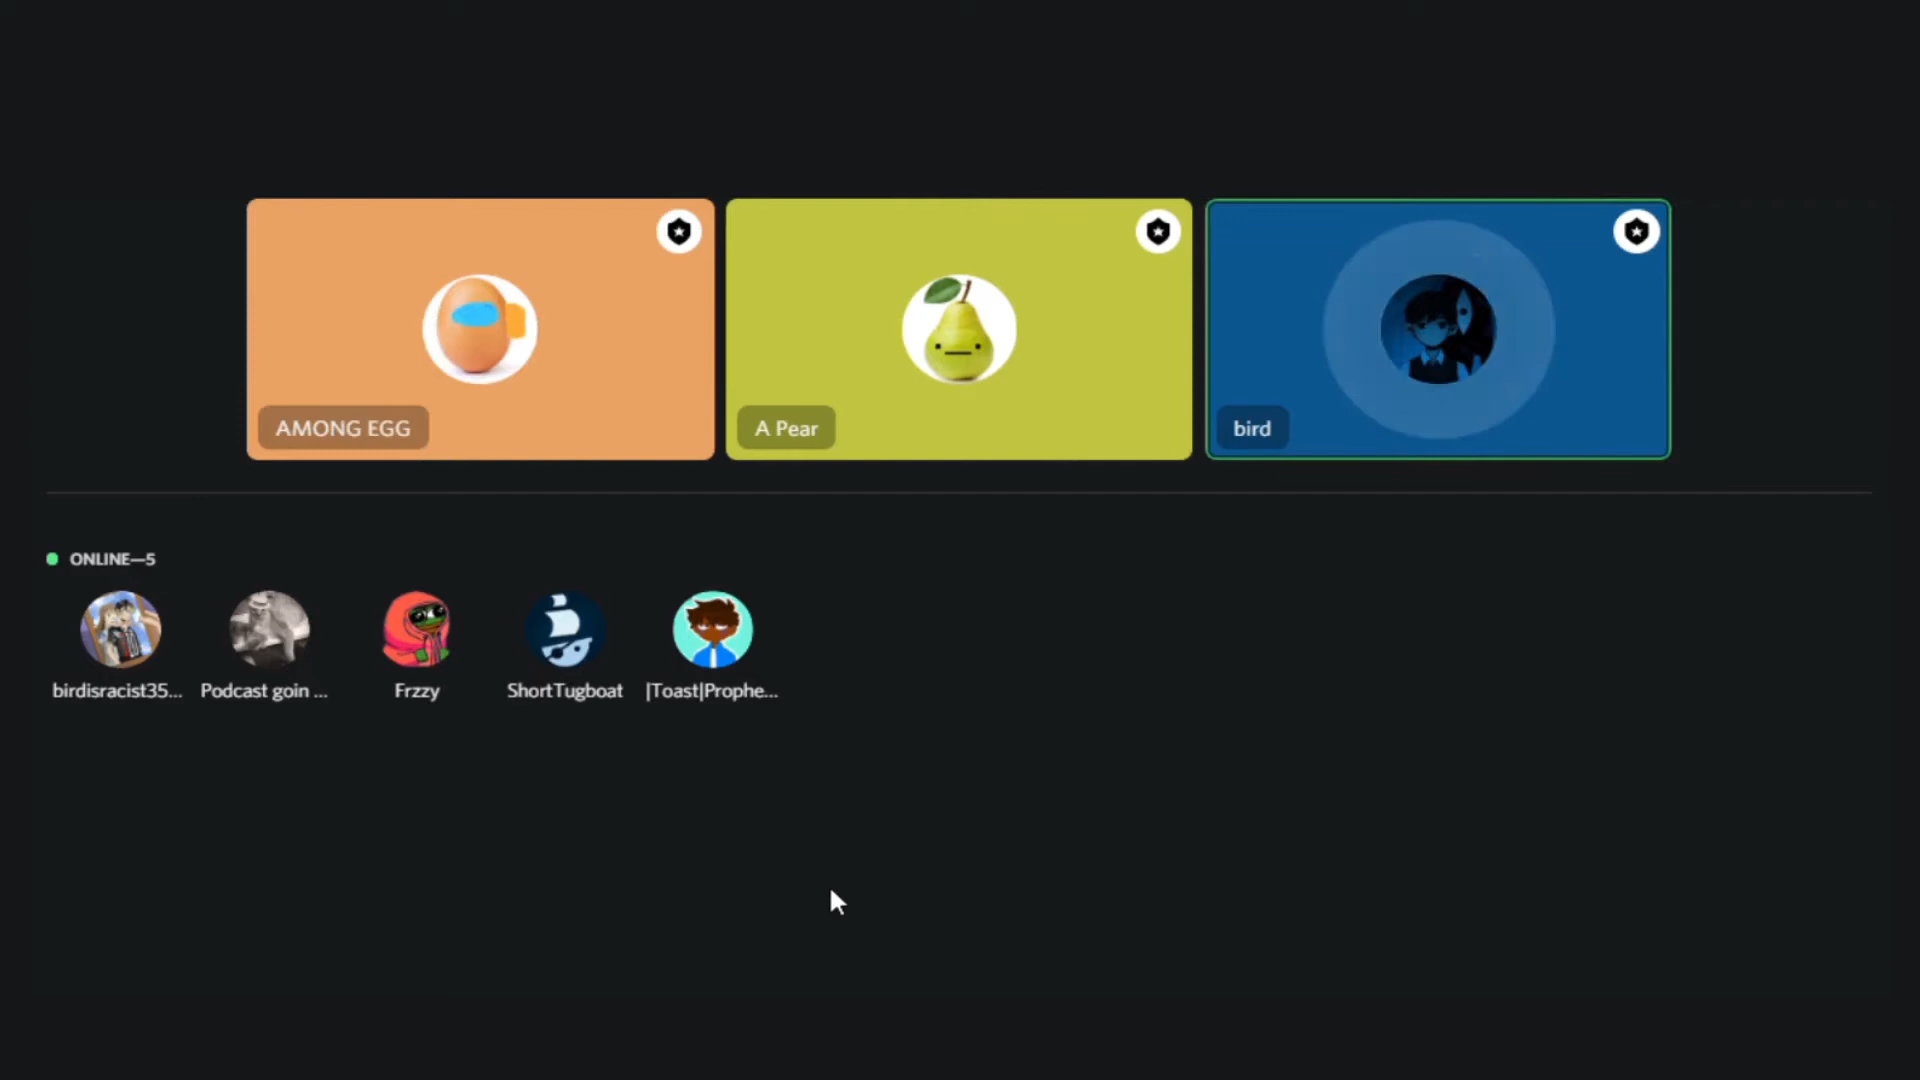 AMONG EGG
A Pear
bird
ONLINE—5
birdisracist35...
Podcast goin ...
Frzzy
ShortTugboat
|Toast|Prophe...